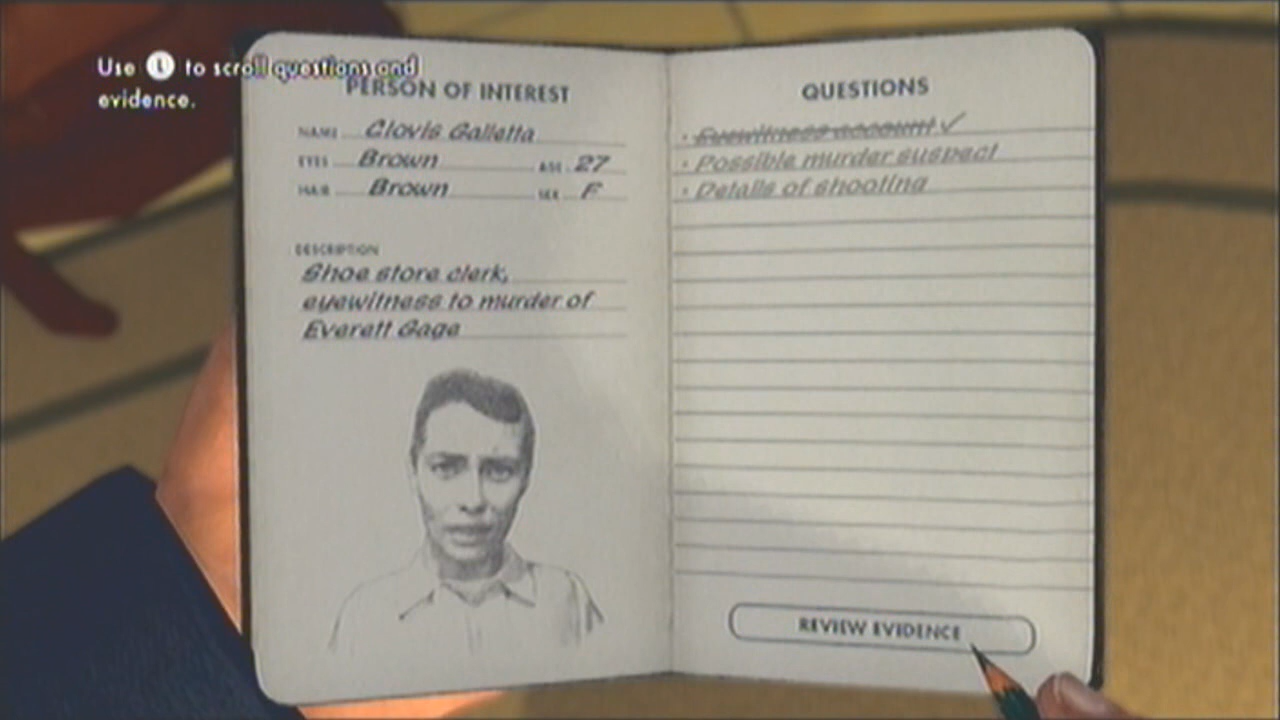 Use L to scroll questions and
evidence.
PERSON OF INTEREST
NAME Clovis Galletta
EYES Brown AGE 27
HAIR Brown SEX F
DESCRIPTION
Shoe store clerk,
eyewitness to murder of
Everett Gage
QUESTIONS
· Eyewitness account ✓
· Possible murder suspect
· Details of shooting
REVIEW EVIDENCE